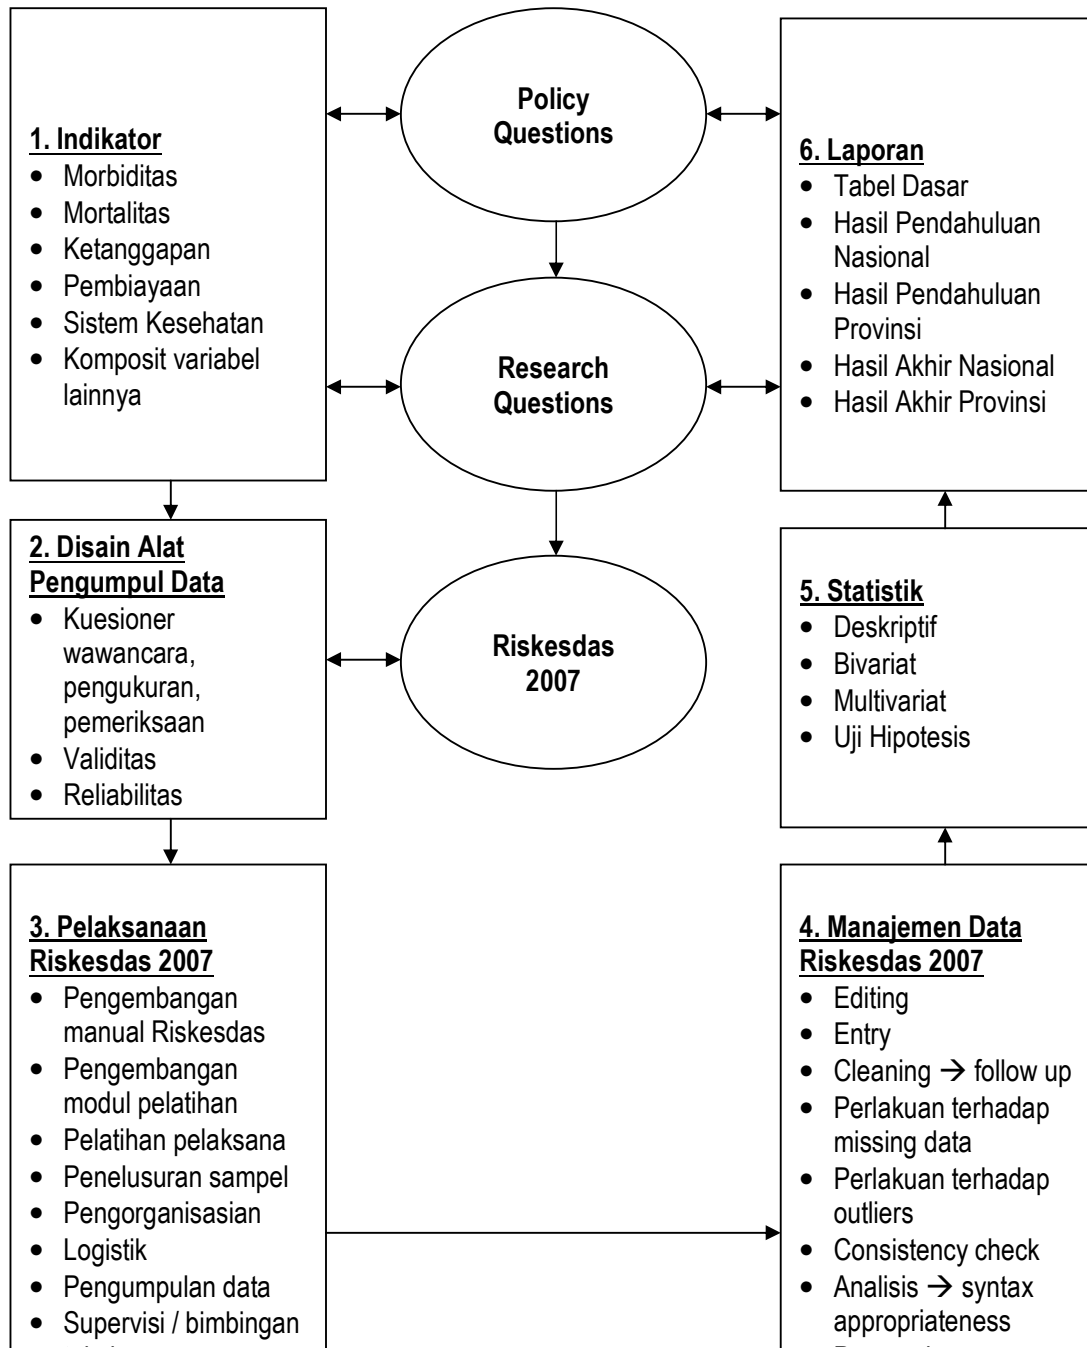 Policy
Questions
1. Indikator
• Morbiditas
• Mortalitas
• Ketanggapan
• Pembiayaan
• Sistem Kesehatan
• Komposit variabel
lainnya
6. Laporan
• Tabel Dasar
• Hasil Pendahuluan
Nasional
• Hasil Pendahuluan
Provinsi
• Hasil Akhir Nasional
• Hasil Akhir Provinsi
Research
Questions
2. Disain Alat
Pengumpul Data
• Kuesioner
wawancara,
pengukuran,
pemeriksaan
• Validitas
• Reliabilitas
Riskesdas
2007
5. Statistik
• Deskriptif
• Bivariat
• Multivariat
• Uji Hipotesis
3. Pelaksanaan
Riskesdas 2007
• Pengembangan
manual Riskesdas
• Pengembangan
modul pelatihan
• Pelatihan pelaksana
• Penelusuran sampel
• Pengorganisasian
• Logistik
• Pengumpulan data
• Supervisi / bimbingan
4. Manajemen Data
Riskesdas 2007
• Editing
• Entry
• Cleaning → follow up
• Perlakuan terhadap
missing data
• Perlakuan terhadap
outliers
• Consistency check
• Analisis → syntax
appropriateness